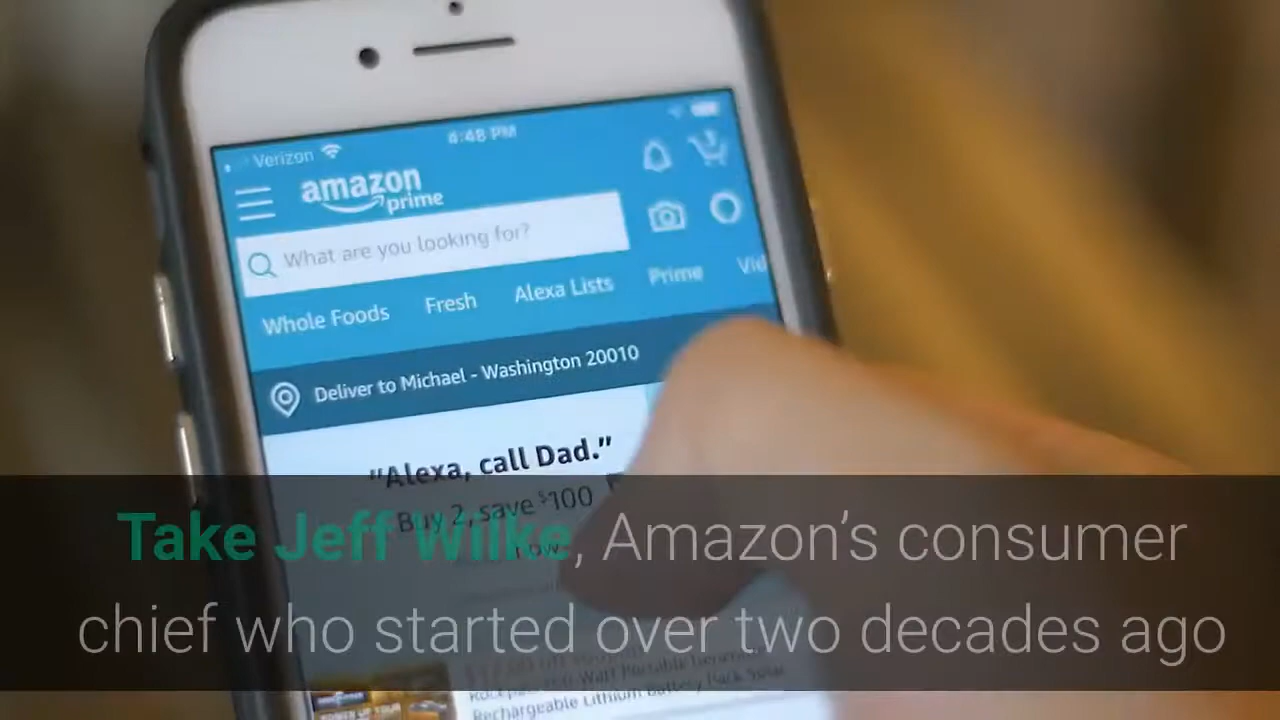 Verizon
4:48 PM
amazon
prime
What are you looking for?
Whole Foods Fresh Alexa Lists Prime Vid
Deliver to Michael - Washington 20010
"Alexa, call Dad."
Buy 2, save $100
now
Take Jeff Wilke, Amazon’s consumer
chief who started over two decades ago
Rechargeable Lithium Battery Pack Solar